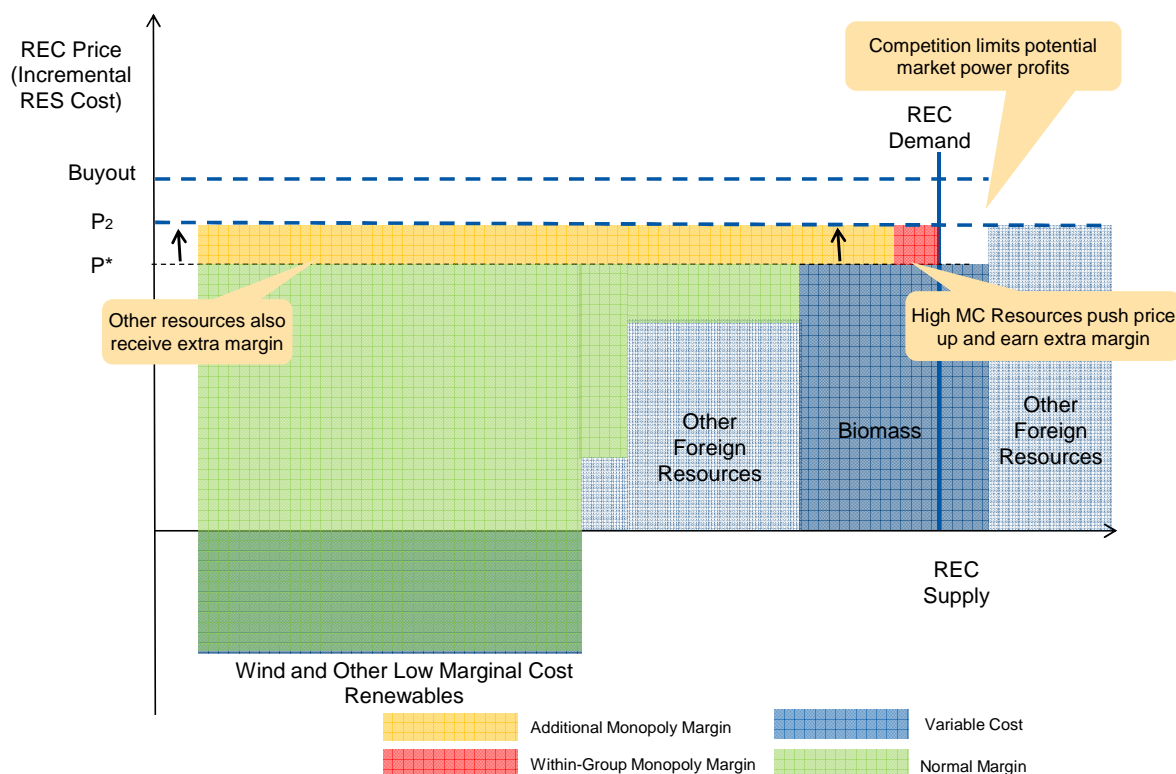 REC Price
(Incremental
RES Cost)
Competition limits potential
market power profits
REC
Demand
Buyout
P2
P*
Other resources also
receive extra margin
High MC Resources push price
up and earn extra margin
Other
Foreign
Resources
Biomass
Other
Foreign
Resources
REC
Supply
Wind and Other Low Marginal Cost
Renewables
Additional Monopoly Margin
Variable Cost
Within-Group Monopoly Margin
Normal Margin